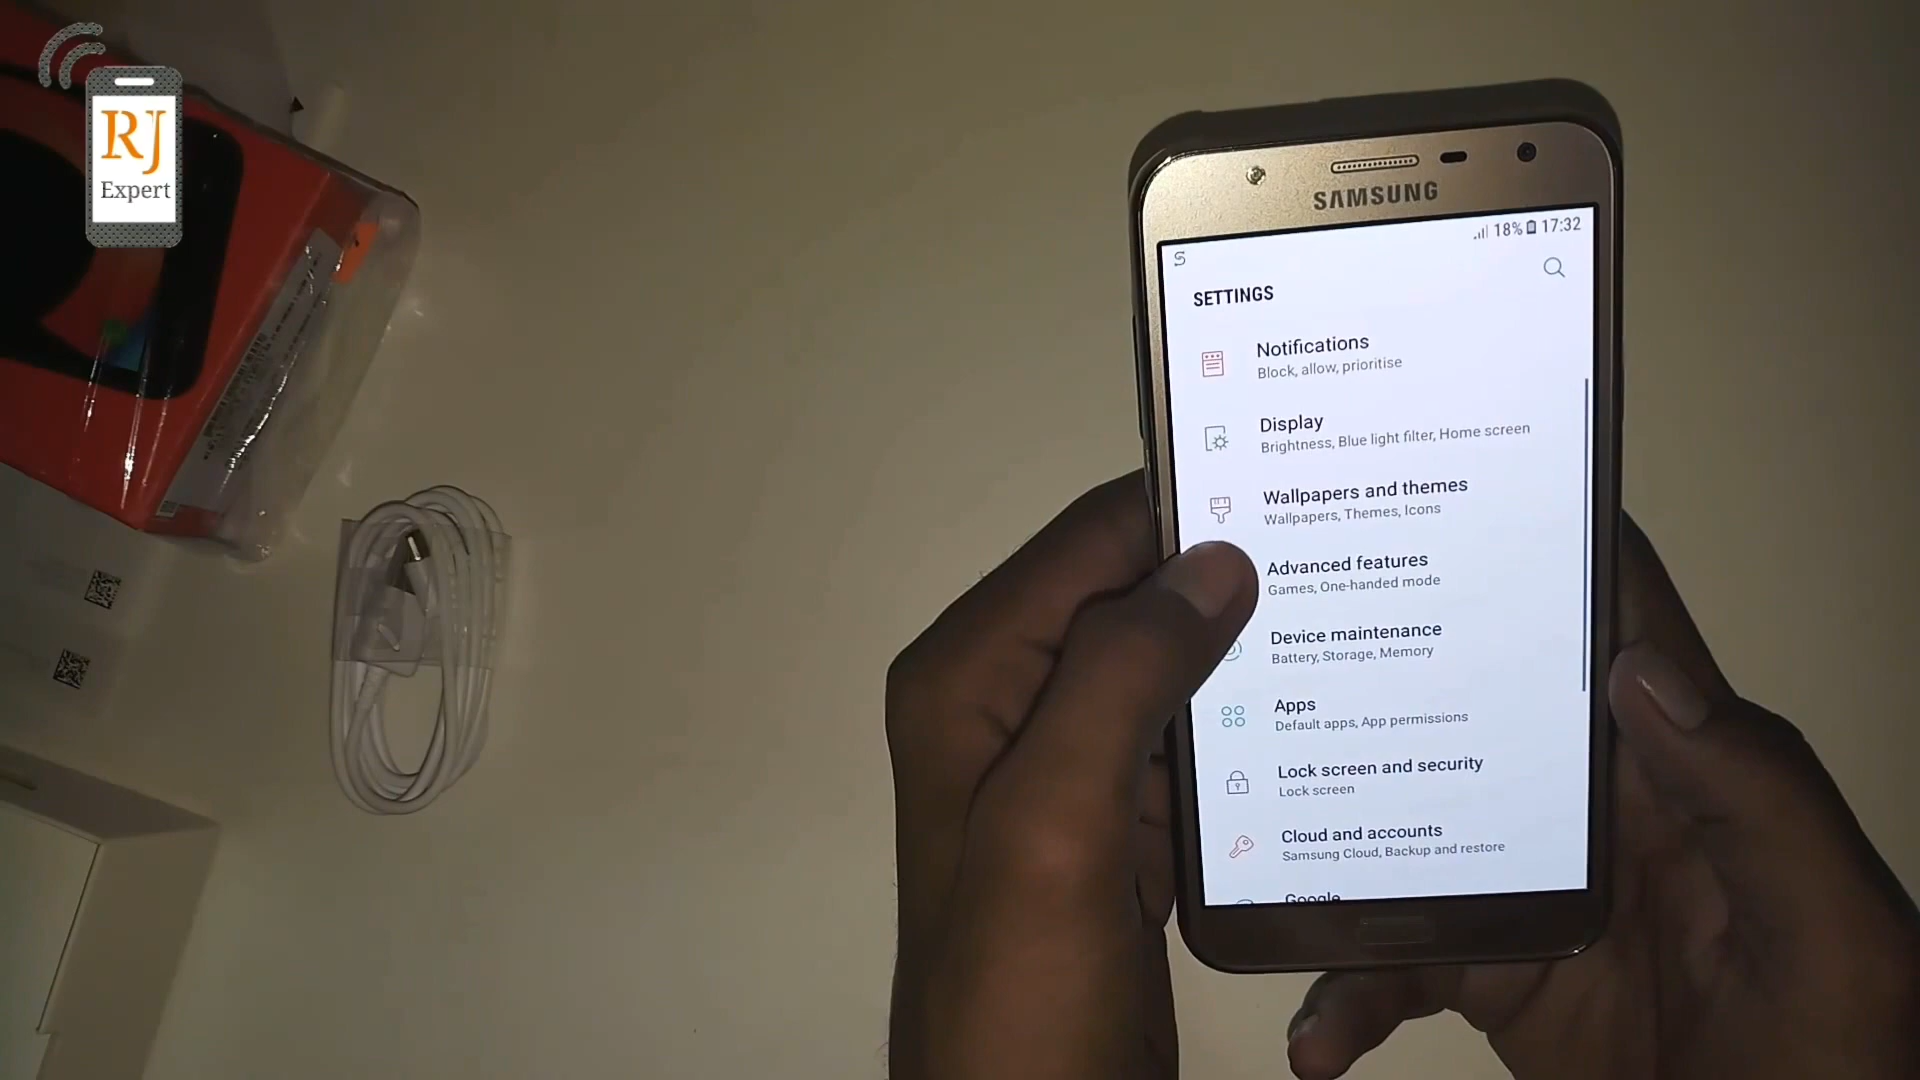 RJ
Expert
SAMSUNG
18% 17:32
SETTINGS
Notifications
Block, allow, prioritise
Display
Brightness, Blue light filter, Home screen
Wallpapers and themes
Wallpapers, Themes, Icons
Advanced features
Games, One-handed mode
Device maintenance
Battery, Storage, Memory
Apps
Default apps, App permissions
Lock screen and security
Lock screen
Cloud and accounts
Samsung Cloud, Backup and restore
Google